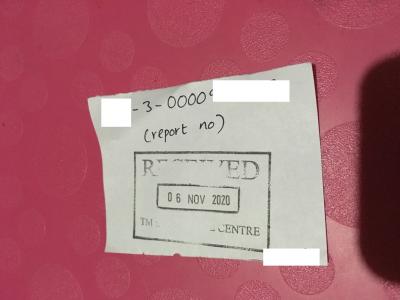 -3-0000
(report no)
RECEIVED
06 NOV 2020
TM CENTRE